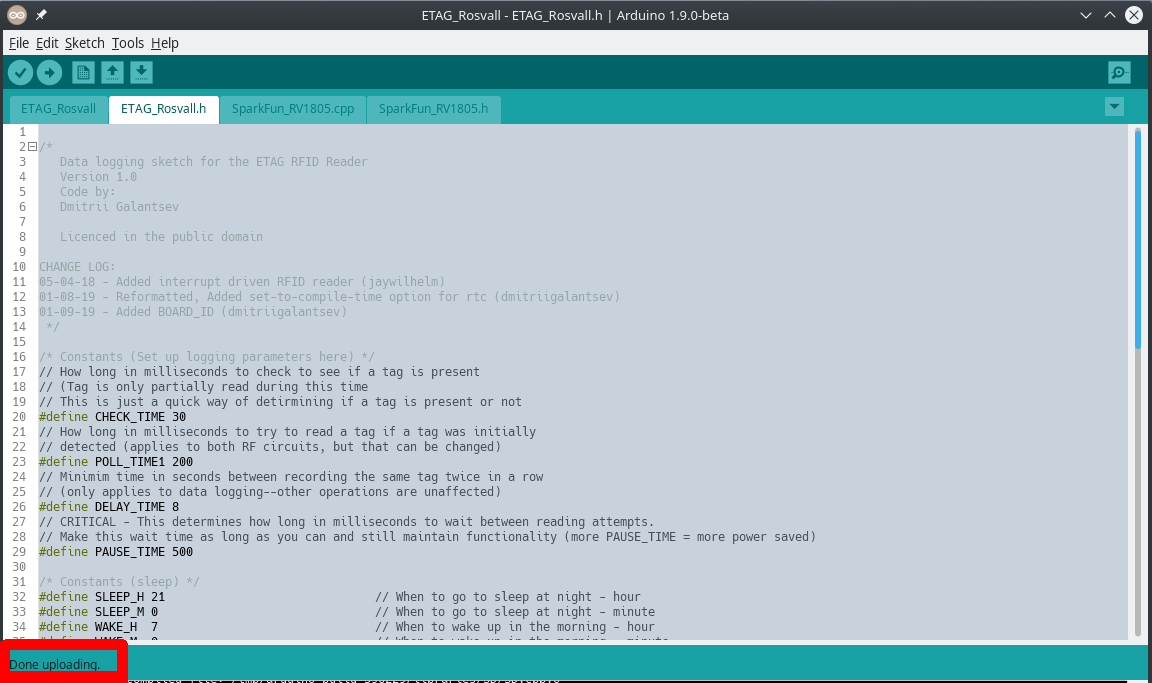 ETAG_Rosvall - ETAG_Rosvall.h | Arduino 1.9.0-beta
File Edit Sketch Tools Help
ETAG_Rosvall ETAG_Rosvall.h SparkFun_RV1805.cpp SparkFun_RV1805.h
1
2 /*
3 Data logging sketch for the ETAG RFID Reader
4 Version 1.0
5 Code by:
6 Dmitrii Galantsev
7
8 Licenced in the public domain
9
10 CHANGE LOG:
11 05-04-18 - Added interrupt driven RFID reader (jaywilhelm)
12 01-08-19 - Reformatted, Added set-to-compile-time option for rtc (dmitriigalantsev)
13 01-09-19 - Added BOARD_ID (dmitriigalantsev)
14 */
15
16 /* Constants (Set up logging parameters here) */
17 // How long in milliseconds to check to see if a tag is present
18 // (Tag is only partially read during this time
19 // This is just a quick way of detirmining if a tag is present or not
20 #define CHECK_TIME 30
21 // How long in milliseconds to try to read a tag if a tag was initially
22 // detected (applies to both RF circuits, but that can be changed)
23 #define POLL_TIME1 200
24 // Minimim time in seconds between recording the same tag twice in a row
25 // (only applies to data logging--other operations are unaffected)
26 #define DELAY_TIME 8
27 // CRITICAL - This determines how long in milliseconds to wait between reading attempts.
28 // Make this wait time as long as you can and still maintain functionality (more PAUSE_TIME = more power saved)
29 #define PAUSE_TIME 500
30
31 /* Constants (sleep) */
32 #define SLEEP_H 21 // When to go to sleep at night - hour
33 #define SLEEP_M 0 // When to go to sleep at night - minute
34 #define WAKE_H 7 // When to wake up in the morning - hour
35 #define WAKE_M 0 // When to wake up in the morning - minute
Done uploading.